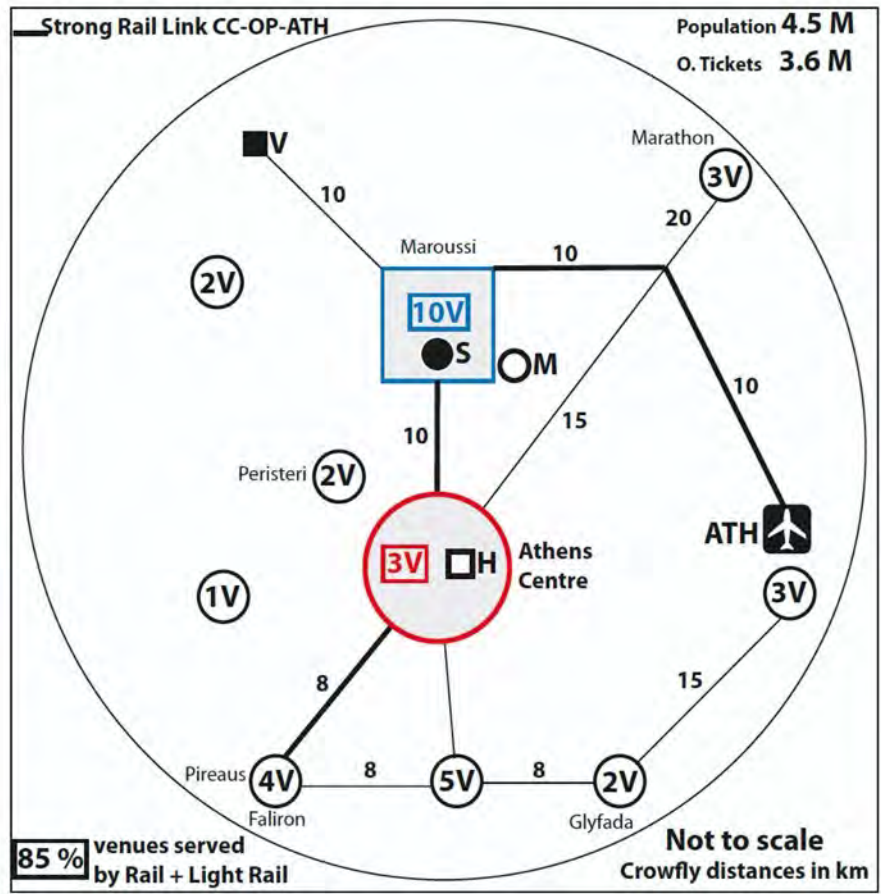 Strong Rail Link CC-OP-ATH
Population 4.5 M
O. Tickets 3.6 M
V
Marathon
3V
10
20
Maroussi
10
2V
10V
S
M
10
15
10
Peristeri 2V
ATH
3V
H
Athens
Centre
1V
3V
8
15
Pireaus
4V
8
5V
8
2V
Faliron
Glyfada
85 %
venues served
by Rail + Light Rail
Not to scale
Crowfly distances in km